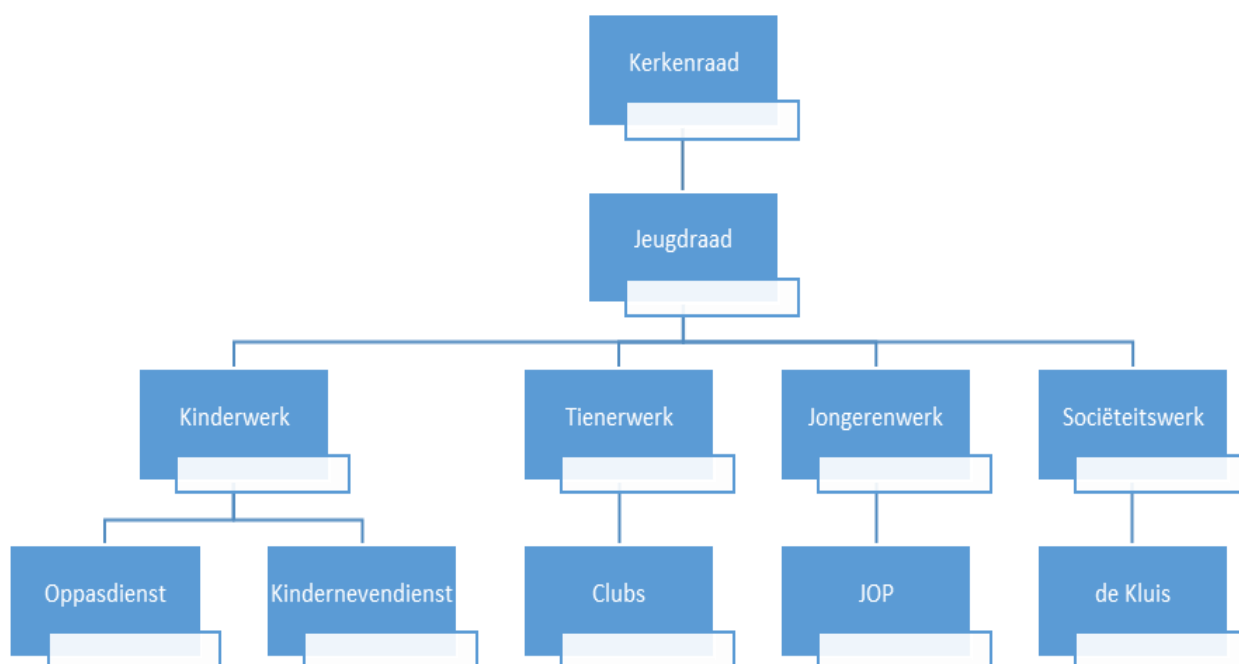 Kerkenraad
Jeugdraad
Kinderwerk
Tienerwerk
Jongerenwerk
Sociëteitswerk
Oppasdienst
Kindernevendienst
Clubs
JOP
de Kluis